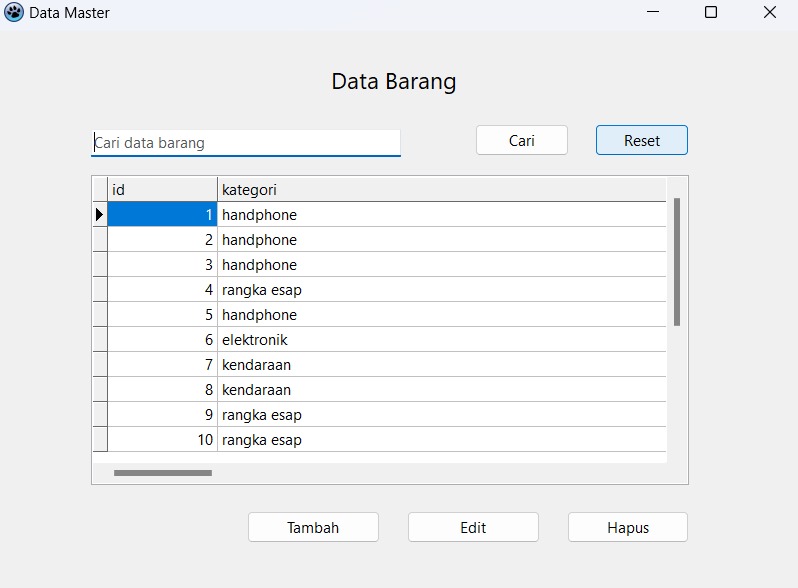 Data Master
Data Barang
Cari data barang Cari Reset
id kategori
1 handphone
2 handphone
3 handphone
4 rangka esap
5 handphone
6 elektronik
7 kendaraan
8 kendaraan
9 rangka esap
10 rangka esap
Tambah Edit Hapus